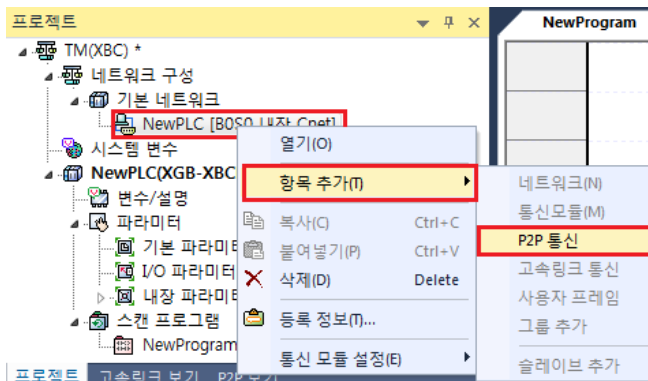 프로젝트
NewProgram
TM(XBC) *
네트워크 구성
기본 네트워크
NewPLC [B0S0 내장 Cnet]
시스템 변수
NewPLC(XGB-XBC
변수/설명
파라미터
기본 파라미터
I/O 파라미터
내장 파라미터
스캔 프로그램
NewProgram
열기(O)
항목 추가(T)
복사(C) Ctrl+C
붙여넣기(P) Ctrl+V
삭제(D) Delete
등록 정보(T)...
통신 모듈 설정(E)
네트워크(N)
통신모듈(M)
P2P 통신
고속링크 통신
사용자 프레임
그룹 추가
슬레이브 추가
프로젝트 고속링크 보기 P2P 보기